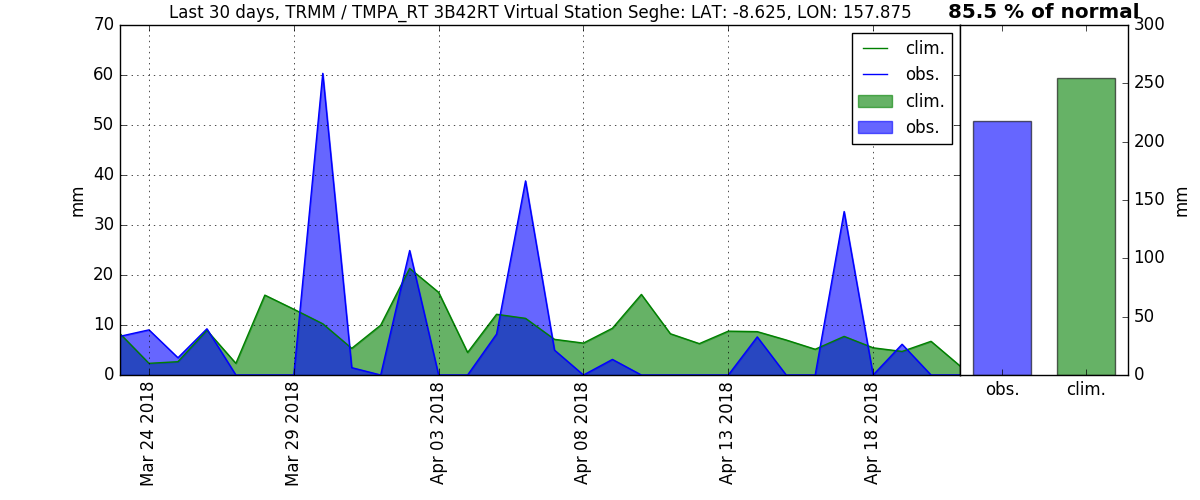 Last 30 days, TRMM / TMPA_RT 3B42RT Virtual Station Seghe: LAT: -8.625, LON: 157.875
85.5 % of normal
70
60
50
40
30
20
10
0
mm
clim.
obs.
clim.
obs.
Mar 24 2018
Mar 29 2018
Apr 03 2018
Apr 08 2018
Apr 13 2018
Apr 18 2018
300
250
200
150
100
50
0
mm
obs.
clim.